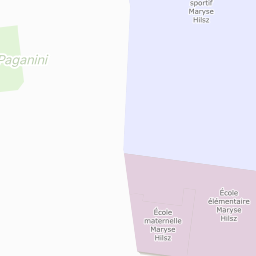 sportif
Maryse
Hilsz
Paganini
École
élémentaire
Maryse
Hilsz
École
maternelle
Maryse
Hilsz